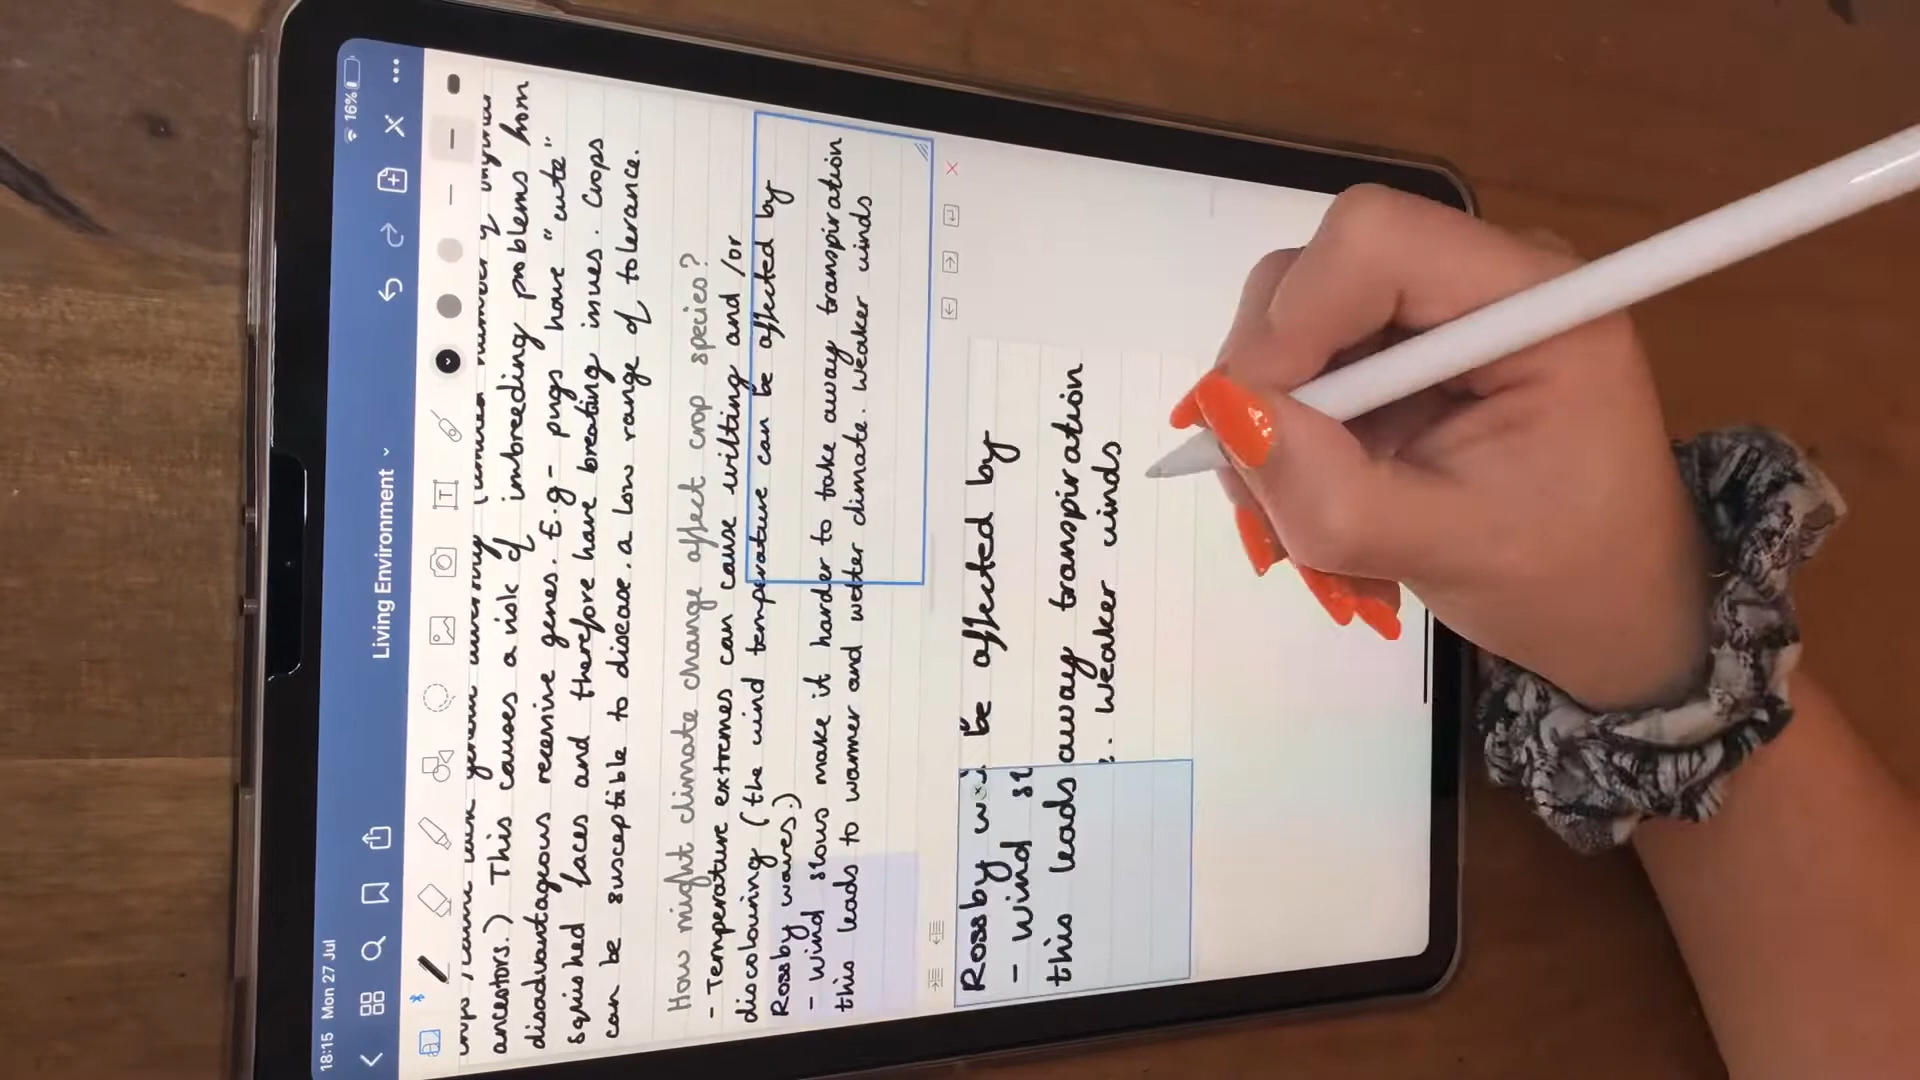 18:15 Mon 27 Jul
16%
Living Environment
ancestors.) This causes a risk of imbreeding problems from
disadvantageous recessive genes. E.g - pugs have "cute"
squished faces and therefore have breating issues. Crops
can be susceptible to disease. a low range of tolerance.
How might climate change affect crop species?
- Temperature extremes can cause wilting and /or
discolouring (the wind temperature can be affected by
Rossby waves.)
- Wind slows make it harder to take away transpiration
this leads to warmer and wetter climate. Weaker winds
Rossby w be affected by
- Wind sl
this leads away transpiration
. Weaker winds